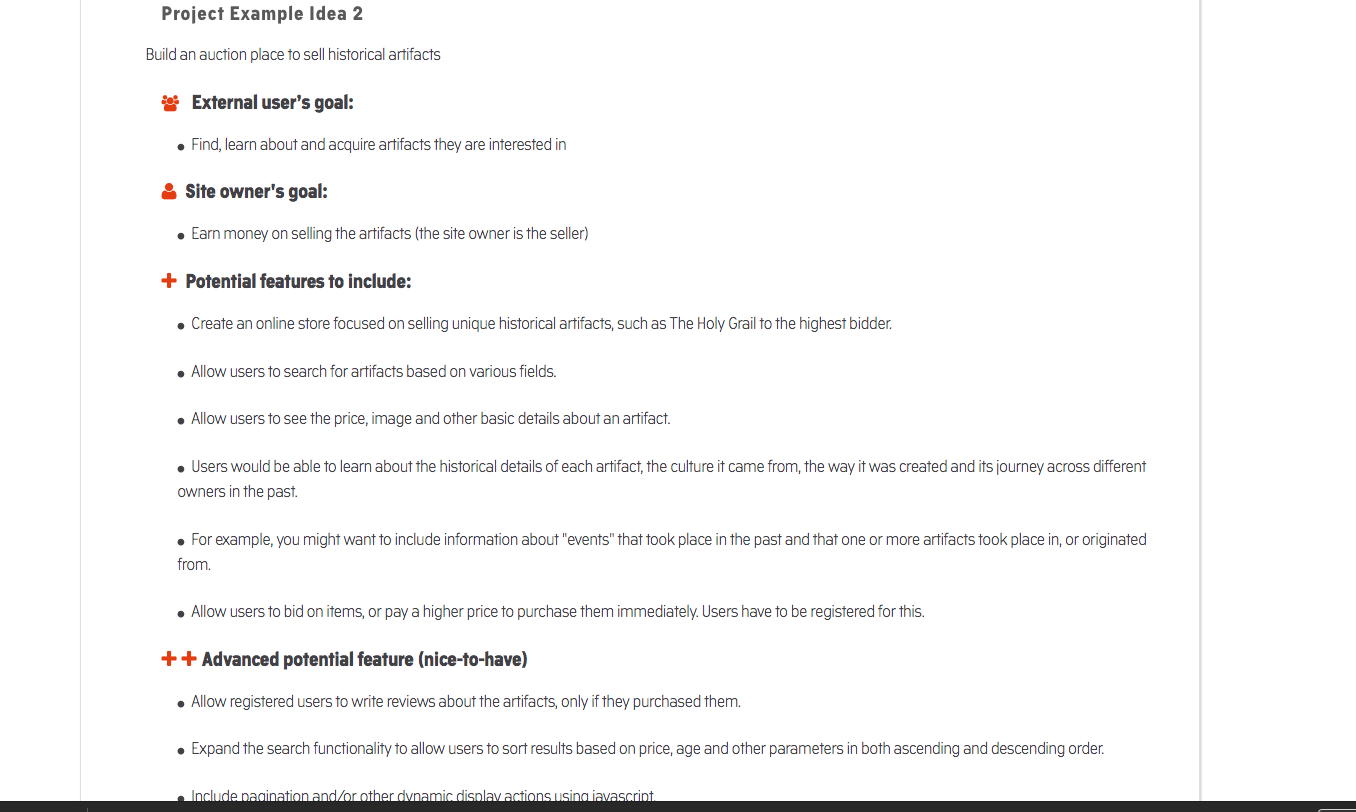 Project Example Idea 2
Build an auction place to sell historical artifacts
External user's goal:
● Find, learn about and acquire artifacts they are interested in
Site owner's goal:
● Earn money on selling the artifacts (the site owner is the seller)
Potential features to include:
● Create an online store focused on selling unique historical artifacts, such as The Holy Grail to the highest bidder.
● Allow users to search for artifacts based on various fields.
● Allow users to see the price, image and other basic details about an artifact.
● Users would be able to learn about the historical details of each artifact, the culture it came from, the way it was created and its journey across different
owners in the past.
● For example, you might want to include information about "events" that took place in the past and that one or more artifacts took place in, or originated
from.
● Allow users to bid on items, or pay a higher price to purchase them immediately. Users have to be registered for this.
Advanced potential feature (nice-to-have)
● Allow registered users to write reviews about the artifacts, only if they purchased them.
● Expand the search functionality to allow users to sort results based on price, age and other parameters in both ascending and descending order.
● Include pagination and/or other dynamic display actions using javascript.